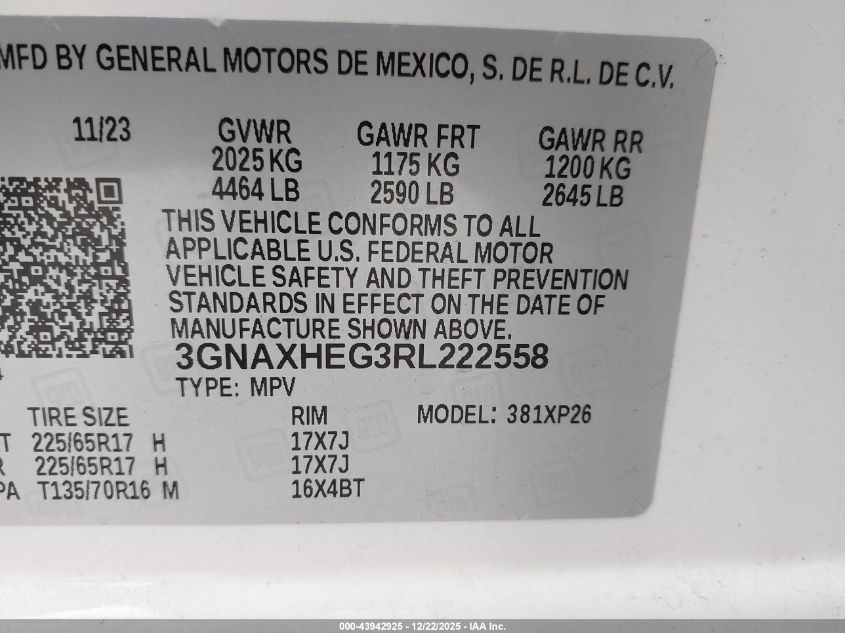 MFD BY GENERAL MOTORS DE MEXICO, S. DE R.L. DE C.V.
11/23 GVWR GAWR FRT GAWR RR
2025 KG 1175 KG 1200 KG
4464 LB 2590 LB 2645 LB
THIS VEHICLE CONFORMS TO ALL
APPLICABLE U.S. FEDERAL MOTOR
VEHICLE SAFETY AND THEFT PREVENTION
STANDARDS IN EFFECT ON THE DATE OF
MANUFACTURE SHOWN ABOVE.
3GNAXHEG3RL222558
TYPE: MPV
TIRE SIZE RIM MODEL: 381XP26
T 225/65R17 H 17X7J
R 225/65R17 H 17X7J
PA T135/70R16 M 16X4BT
000-43942925 - 12/22/2025 - IAA Inc.